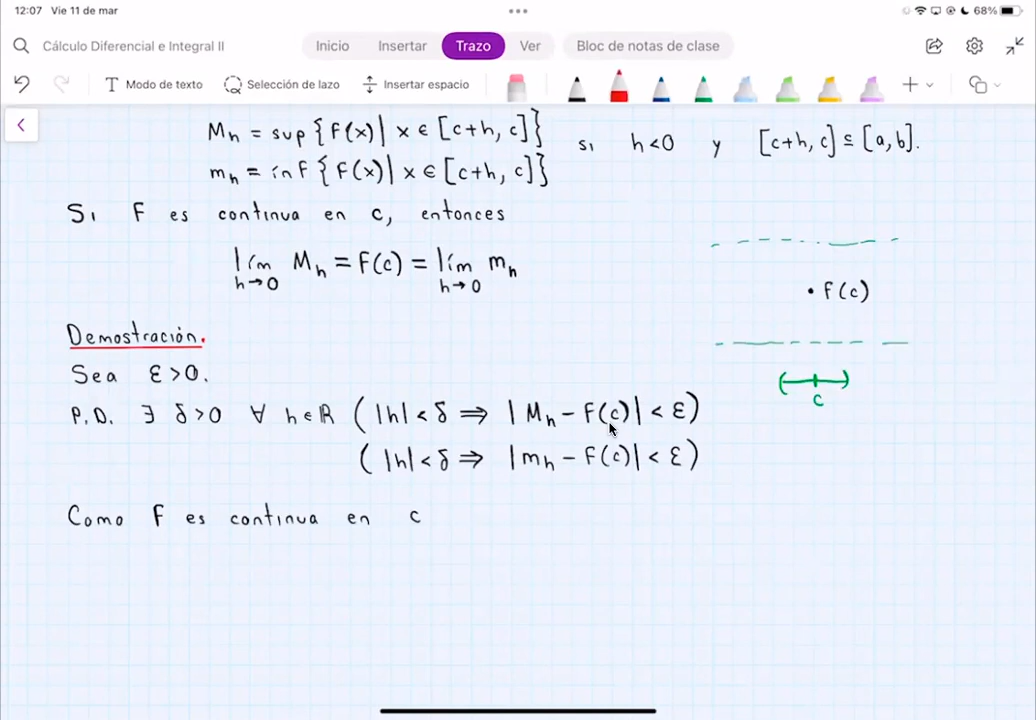 12:07 Vie 11 de mar 68%
Cálculo Diferencial e Integral II Inicio Insertar Trazo Ver Bloc de notas de clase
Modo de texto Selección de lazo Insertar espacio
Mh = sup {F(x) | x ∈ [c+h, c]}
si h<0 y [c+h, c] ⊆ [a, b].
mh = inF {F(x) | x ∈ [c+h, c]}
Si F es continua en c, entonces
lím Mh = F(c) = lím mh
h→0 h→0
• F(c)
Demostración.
Sea ε>0.
c
P.D. ∃ δ>0 ∀ h∈ℝ (|h|<δ ⇒ |Mh − F(c)| < ε)
(|h|<δ ⇒ |mh − F(c)| < ε)
Como F es continua en c